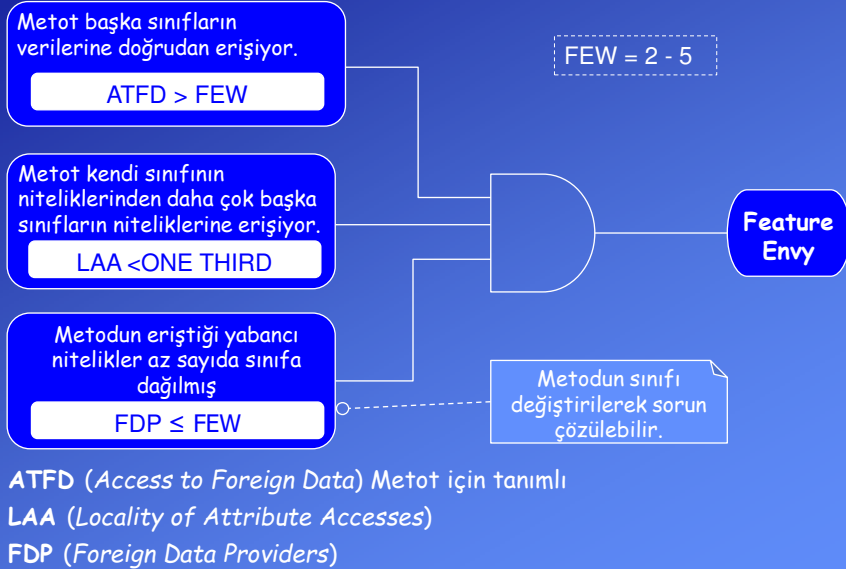 Metot başka sınıfların
verilerine doğrudan erişiyor.
ATFD > FEW
FEW = 2 - 5
Metot kendi sınıfının
niteliklerinden daha çok başka
sınıfların niteliklerine erişiyor.
LAA <ONE THIRD
Feature
Envy
Metodun eriştiği yabancı
nitelikler az sayıda sınıfa
dağılmış
FDP ≤ FEW
Metodun sınıfı
değiştirilerek sorun
çözülebilir.
ATFD (Access to Foreign Data) Metot için tanımlı
LAA (Locality of Attribute Accesses)
FDP (Foreign Data Providers)